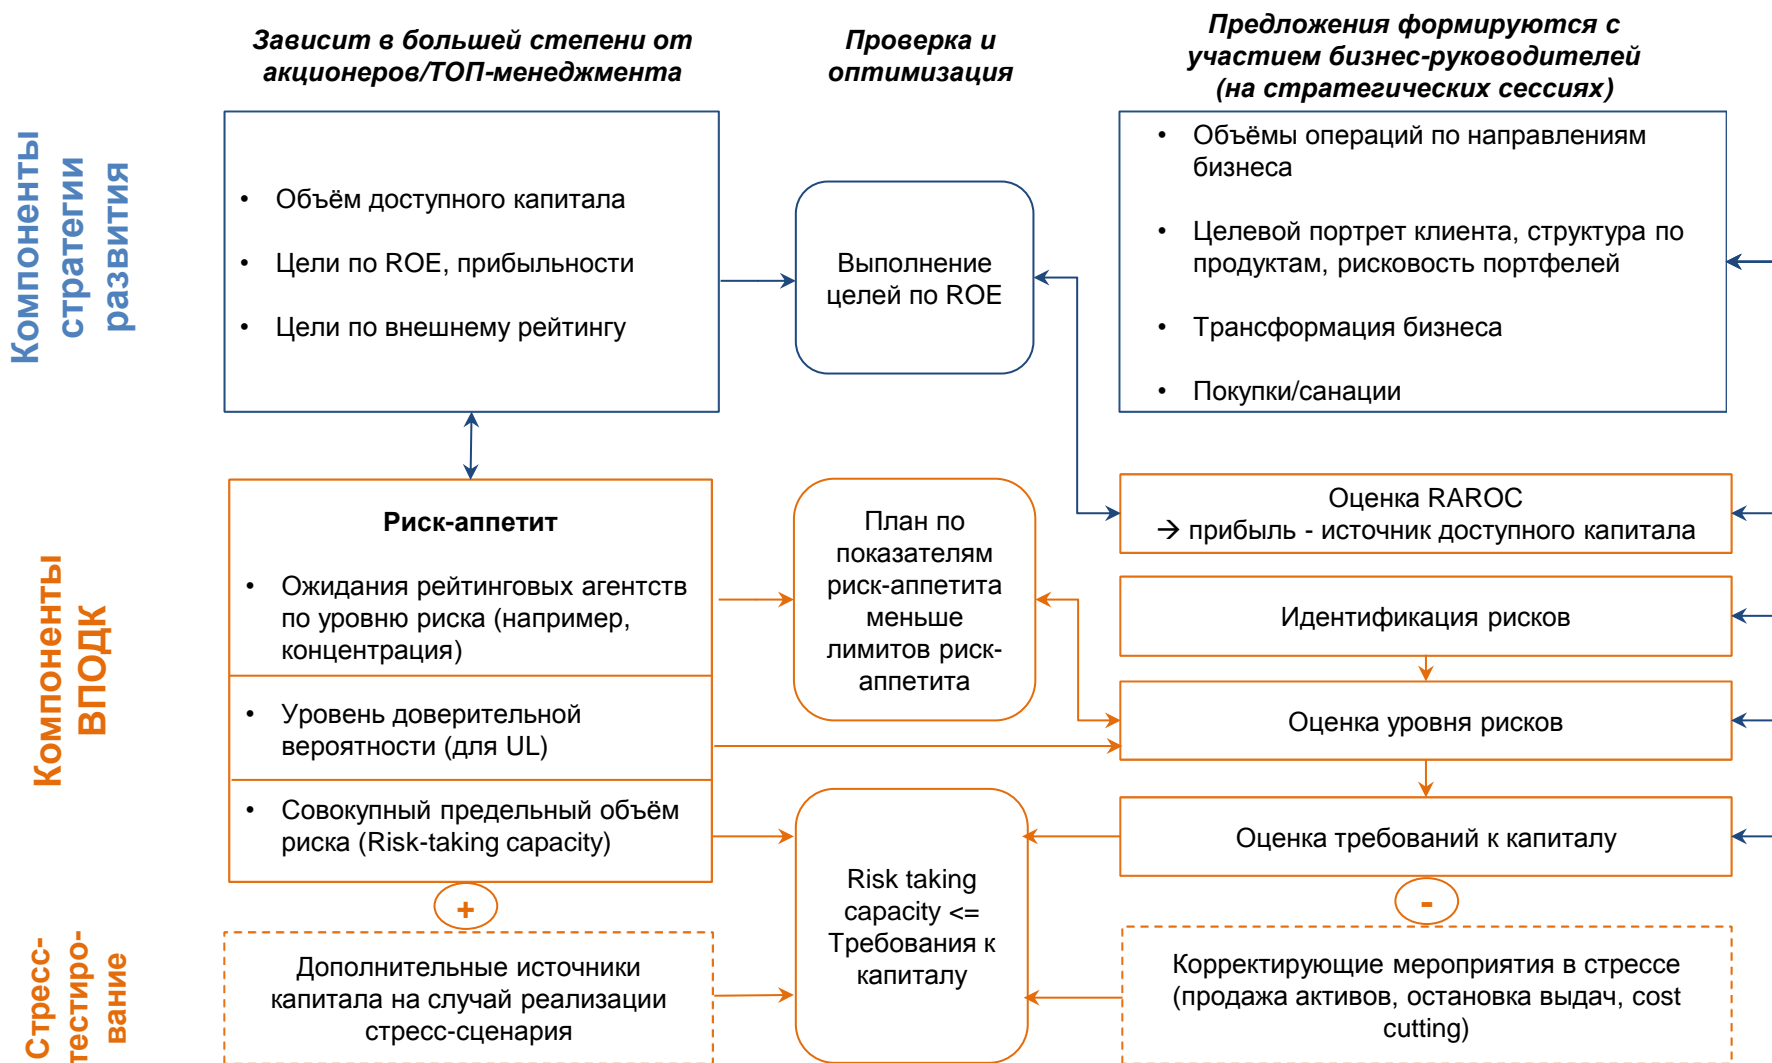 Зависит в большей степени от
акционеров/ТОП-менеджмента
Проверка и
оптимизация
Предложения формируются с
участием бизнес-руководителей
(на стратегических сессиях)
Компоненты
стратегии
развития
• Объём доступного капитала
• Цели по ROE, прибыльности
• Цели по внешнему рейтингу
Выполнение
целей по ROE
• Объёмы операций по направлениям
бизнеса
• Целевой портрет клиента, структура по
продуктам, рисковость портфелей
• Трансформация бизнеса
• Покупки/санации
Компоненты
ВПОДК
Риск-аппетит
• Ожидания рейтинговых агентств
по уровню риска (например,
концентрация)
• Уровень доверительной
вероятности (для UL)
• Совокупный предельный объём
риска (Risk-taking capacity)
План по
показателям
риск-аппетита
меньше
лимитов риск-
аппетита
Оценка RAROC
→ прибыль - источник доступного капитала
Идентификация рисков
Оценка уровня рисков
Оценка требований к капиталу
+
-
Risk taking
capacity <=
Требования к
капиталу
Стресс-
тестиро-
вание
Дополнительные источники
капитала на случай реализации
стресс-сценария
Корректирующие мероприятия в стрессе
(продажа активов, остановка выдач, cost
cutting)